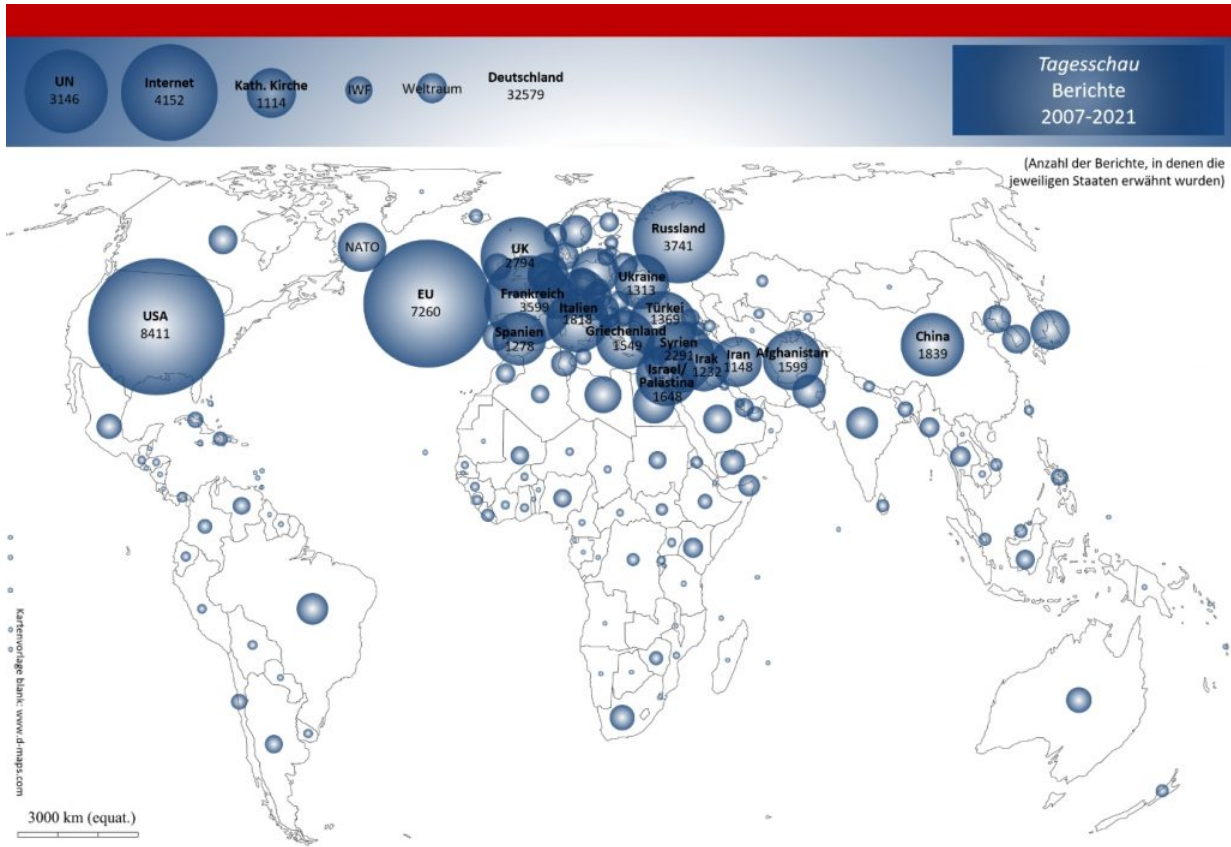 UN
3146
Internet
4152
Kath. Kirche
1114
IWF
Weltraum
Deutschland
32579
Tagesschau
Berichte
2007-2021
(Anzahl der Berichte, in denen die
jeweiligen Staaten erwähnt wurden)
NATO
UK
2794
Russland
3741
EU
7260
USA
8411
Frankreich
3599
Italien
1818
Ukraine
1313
Türkei
1369
Spanien
1278
Griechenland
1549
Syrien
2291
Irak
1232
Iran
1148
Afghanistan
1599
Israel/
Palästina
1648
China
1839
Kartenvorlage blank: www.d-maps.com
3000 km (equat.)